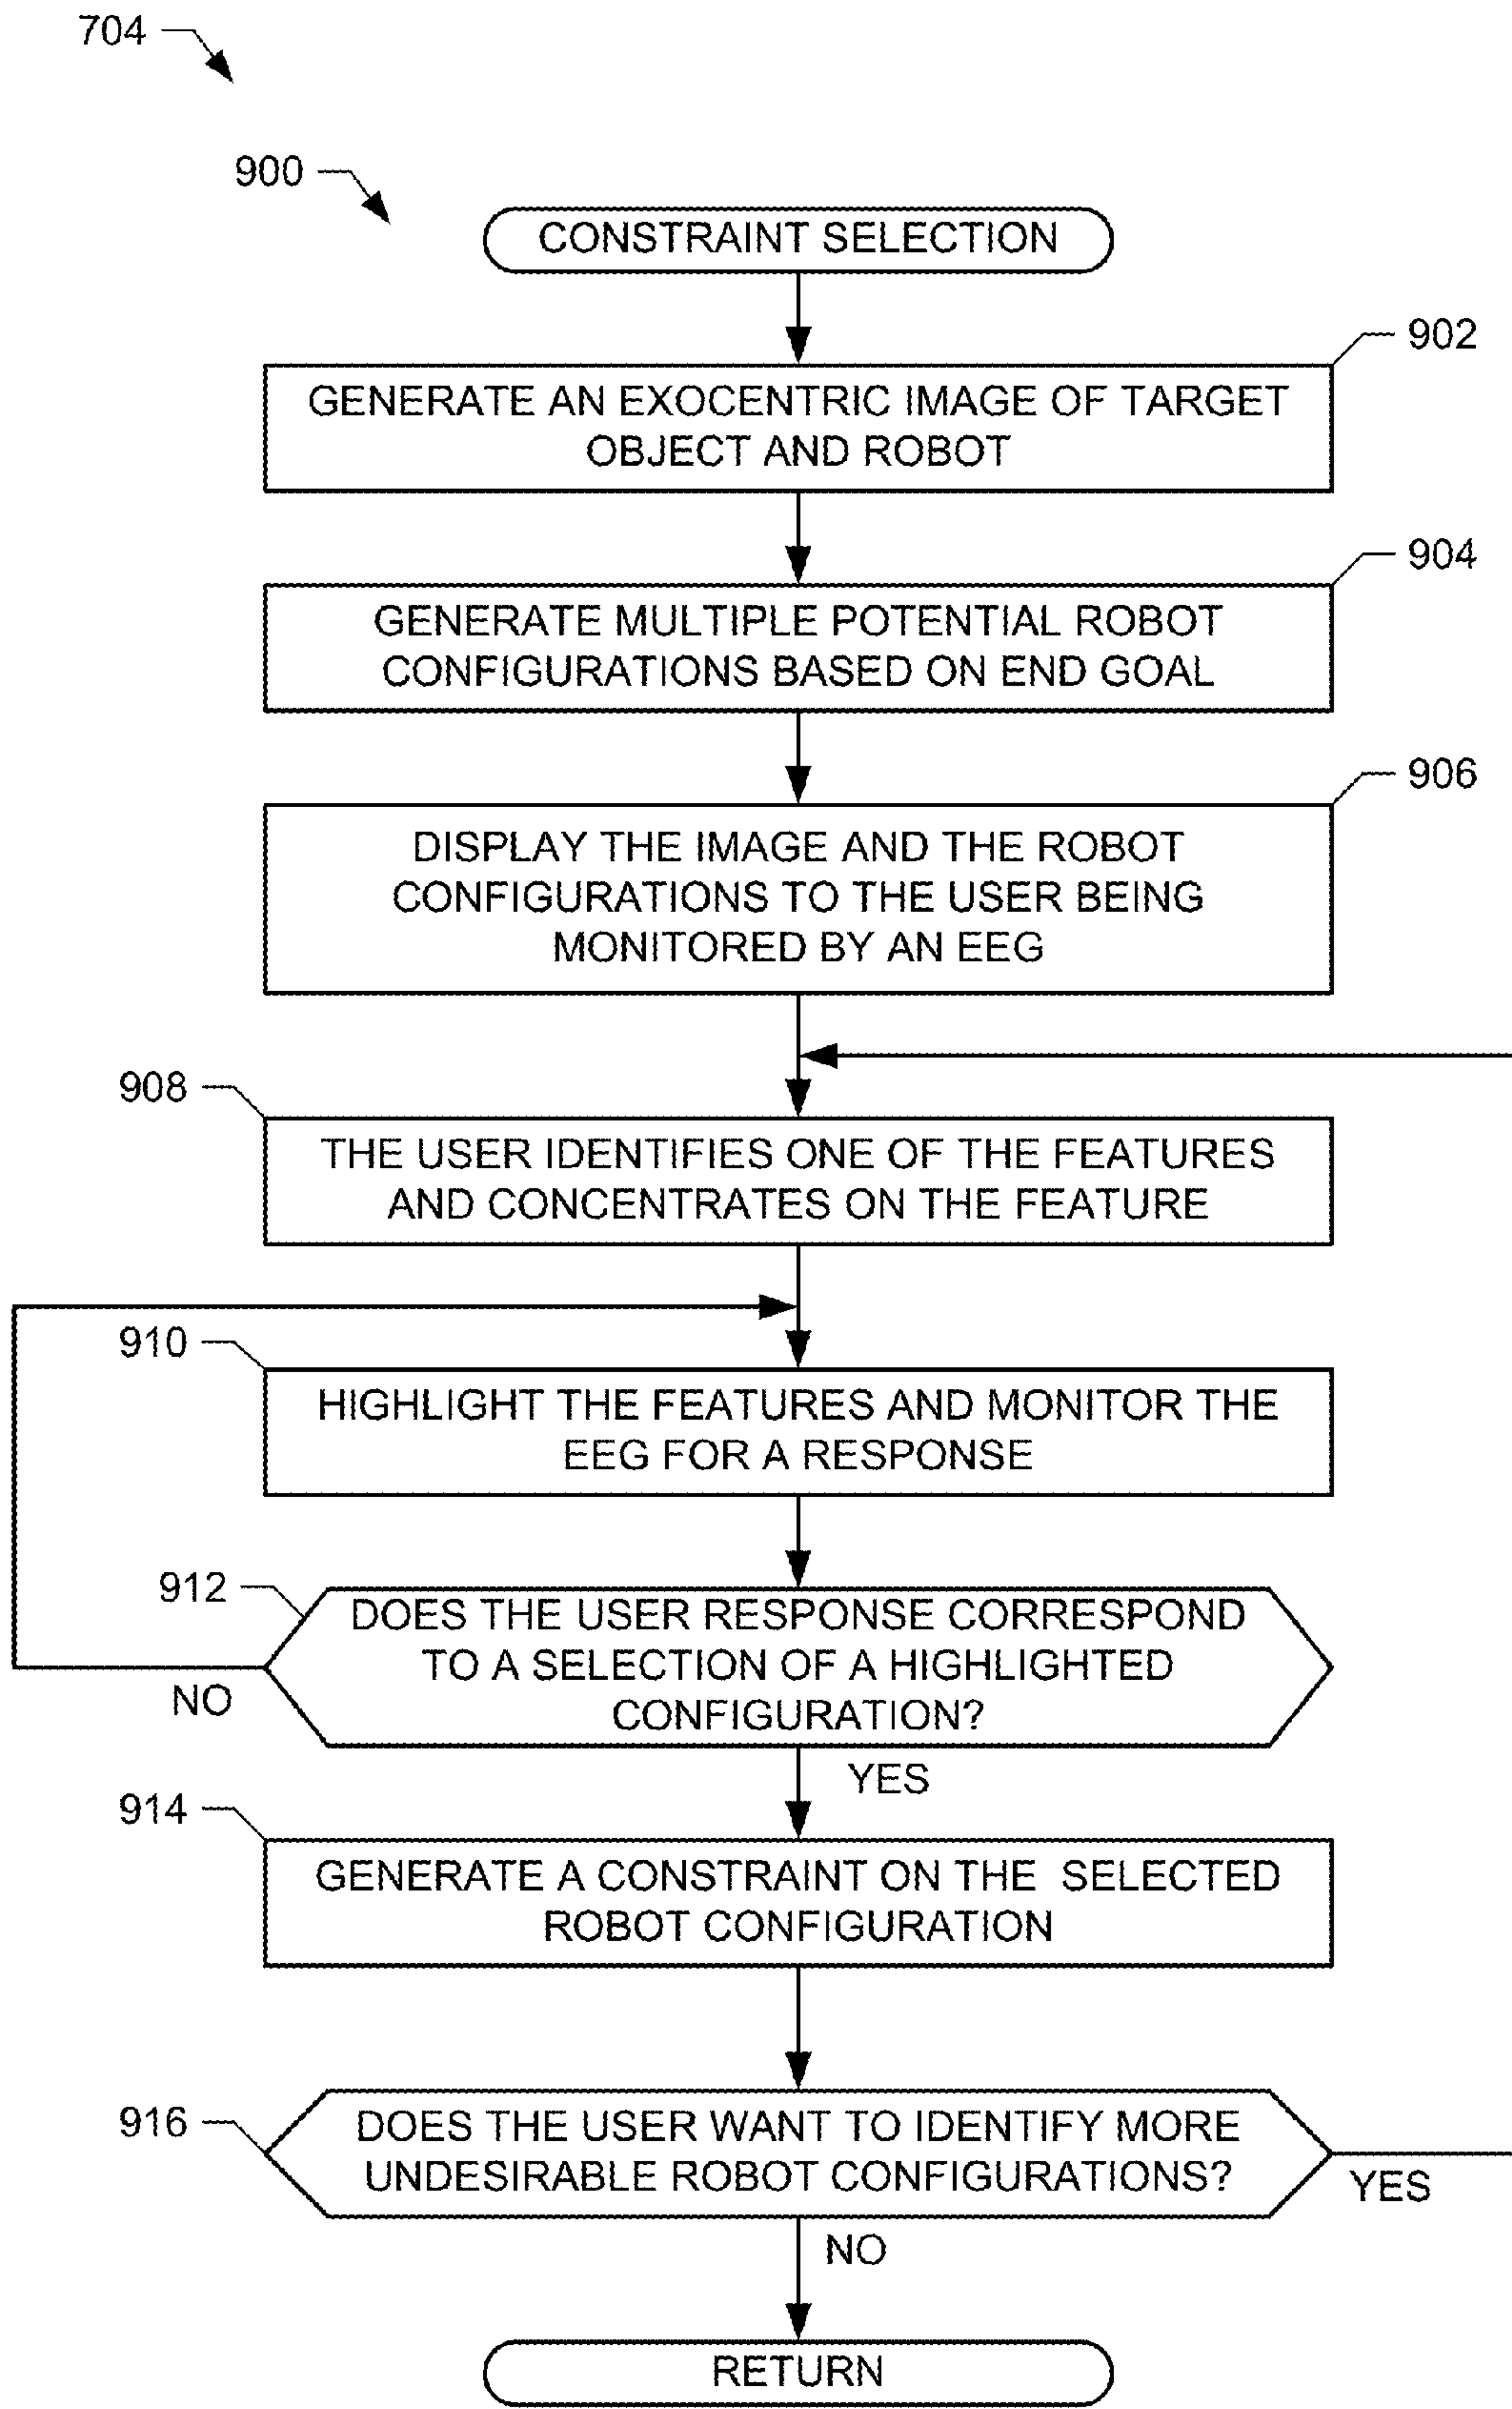 704
900
CONSTRAINT SELECTION
902
GENERATE AN EXOCENTRIC IMAGE OF TARGET
OBJECT AND ROBOT
904
GENERATE MULTIPLE POTENTIAL ROBOT
CONFIGURATIONS BASED ON END GOAL
906
DISPLAY THE IMAGE AND THE ROBOT
CONFIGURATIONS TO THE USER BEING
MONITORED BY AN EEG
908
THE USER IDENTIFIES ONE OF THE FEATURES
AND CONCENTRATES ON THE FEATURE
910
HIGHLIGHT THE FEATURES AND MONITOR THE
EEG FOR A RESPONSE
912
DOES THE USER RESPONSE CORRESPOND
TO A SELECTION OF A HIGHLIGHTED
CONFIGURATION?
NO
YES
914
GENERATE A CONSTRAINT ON THE SELECTED
ROBOT CONFIGURATION
916
DOES THE USER WANT TO IDENTIFY MORE
UNDESIRABLE ROBOT CONFIGURATIONS?
YES
NO
RETURN